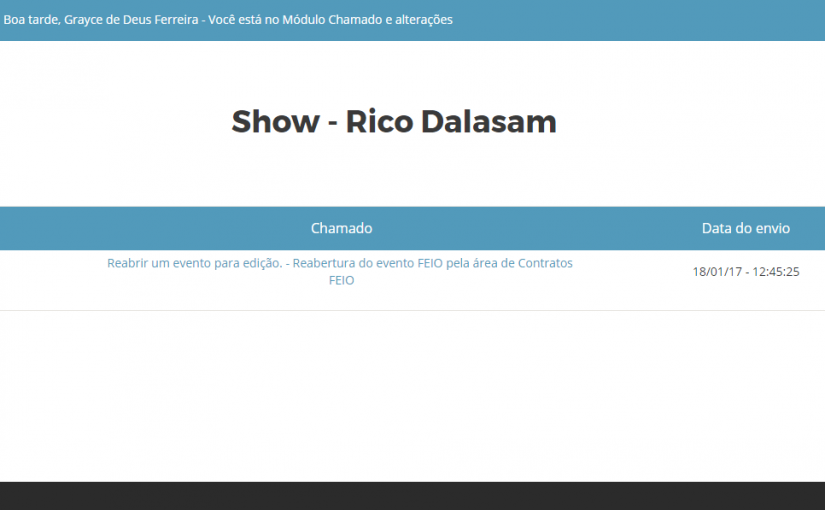 Boa tarde, Grayce de Deus Ferreira - Você está no Módulo Chamado e alterações
Show - Rico Dalasam
Chamado Data do envio
Reabrir um evento para edição. - Reabertura do evento FEIO pela área de Contratos
FEIO
18/01/17 - 12:45:25